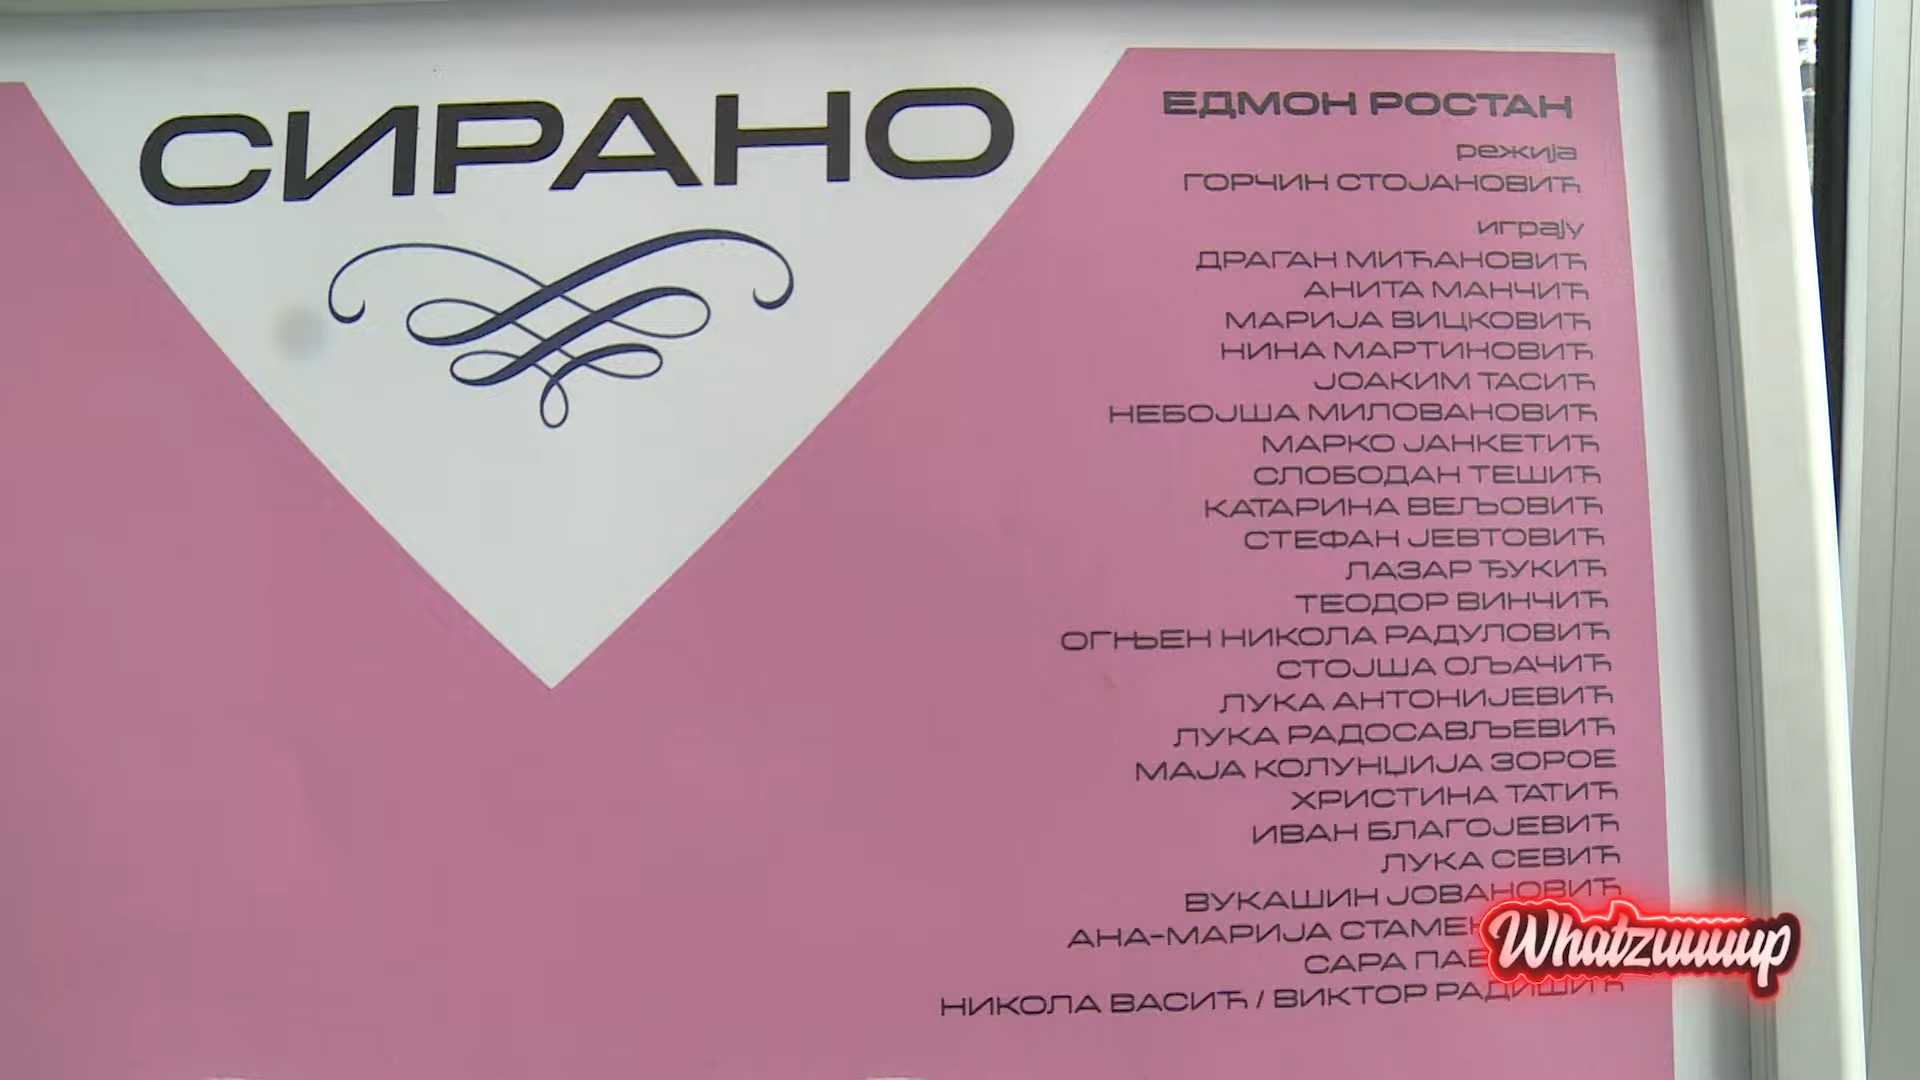 СИРАНО
ЕДМОН РОСТАН
режија
ГОРЧИН СТОЈАНОВИЋ
играју
ДРАГАН МИЋАНОВИЋ
АНИТА МАНЧИЋ
МАРИЈА ВИЦКОВИЋ
НИНА МАРТИНОВИЋ
ЈОАКИМ ТАСИЋ
НЕБОЈША МИЛОВАНОВИЋ
МАРКО ЈАНКЕТИЋ
СЛОБОДАН ТЕШИЋ
КАТАРИНА ВЕЉОВИЋ
СТЕФАН ЈЕВТОВИЋ
ЛАЗАР ЂУКИЋ
ТЕОДОР ВИНЧИЋ
ОГЊЕН НИКОЛА РАДУЛОВИЋ
СТОЈША ОЉАЧИЋ
ЛУКА АНТОНИЈЕВИЋ
ЛУКА РАДОСАВЉЕВИЋ
МАЈА КОЛУНЏИЈА ЗОРОЕ
ХРИСТИНА ТАТИЋ
ИВАН БЛАГОЈЕВИЋ
ЛУКА СЕВИЋ
ВУКАШИН ЈОВАНОВИЋ
АНА-МАРИЈА
САРА
НИКОЛА ВАСИЋ / ВИКТОР РАДИШИЋ
Whatzuuuup